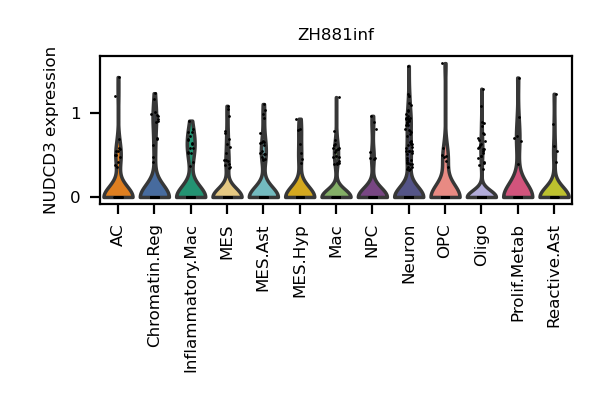 ZH881inf
NUDCD3 expression
1
0
AC
Chromatin.Reg
Inflammatory.Mac
MES
MES.Ast
MES.Hyp
Mac
NPC
Neuron
OPC
Oligo
Prolif.Metab
Reactive.Ast